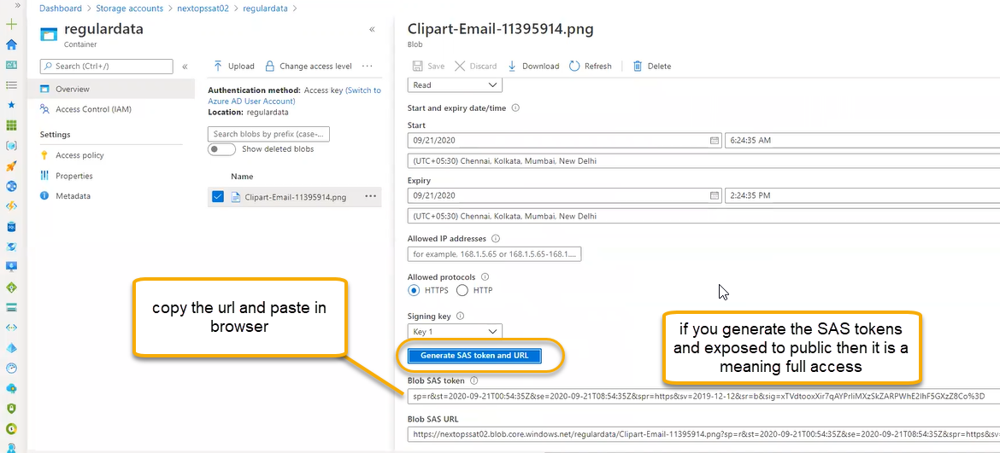 Dashboard > Storage accounts > nextopssat02 > regulardata >
regulardata
Container
Search (Ctrl+/)
Overview
Access Control (IAM)
Settings
Access policy
Properties
Metadata
Upload
Change access level
Authentication method: Access key (Switch to
Azure AD User Account)
Location: regulardata
Search blobs by prefix (case-...
Show deleted blobs
Name
Clipart-Email-11395914.png
Clipart-Email-11395914.png
Blob
Save
Discard
Download
Refresh
Delete
Read
Start and expiry date/time
Start
09/21/2020
6:24:35 AM
(UTC+05:30) Chennai, Kolkata, Mumbai, New Delhi
Expiry
09/21/2020
2:24:35 PM
(UTC+05:30) Chennai, Kolkata, Mumbai, New Delhi
Allowed IP addresses
for example, 168.1.5.65 or 168.1.5.65-168.1....
Allowed protocols
HTTPS
HTTP
Signing key
Key 1
Generate SAS token and URL
Blob SAS token
sp=r&st=2020-09-21T00:54:35Z&se=2020-09-21T08:54:35Z&spr=https&sv=2019-12-12&sr=b&sig=xTVdtooxXir7qAYPrIiMXzSkZARPWhE2IhF5GXzZ8Co%3D
Blob SAS URL
https://nextopssat02.blob.core.windows.net/regulardata/Clipart-Email-11395914.png?sp=r&st=2020-09-21T00:54:35Z&se=2020-09-21T08:54:35Z&spr=https&sv
copy the url and paste in
browser
if you generate the SAS tokens
and exposed to public then it is a
meaning full access